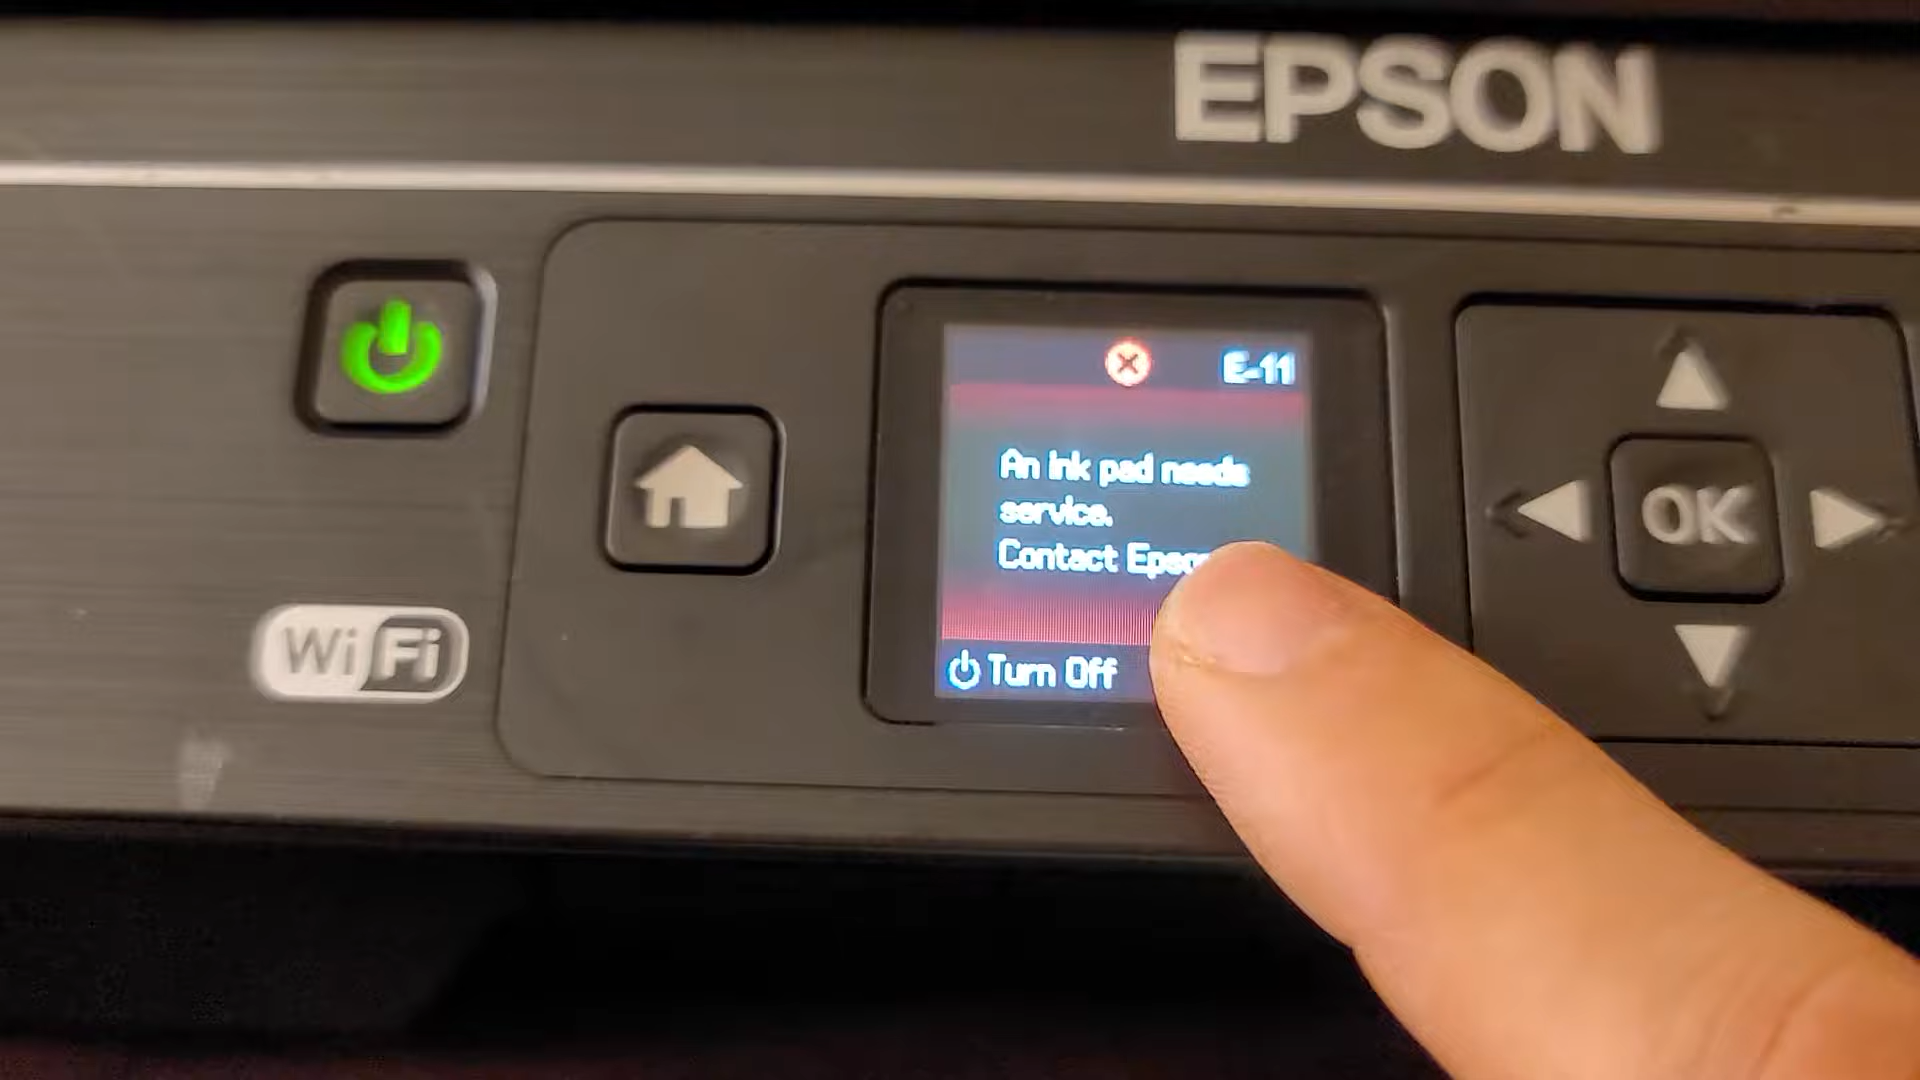 EPSON
E-11
An ink pad needs
service.
Contact
Turn Off
OK
WiFi